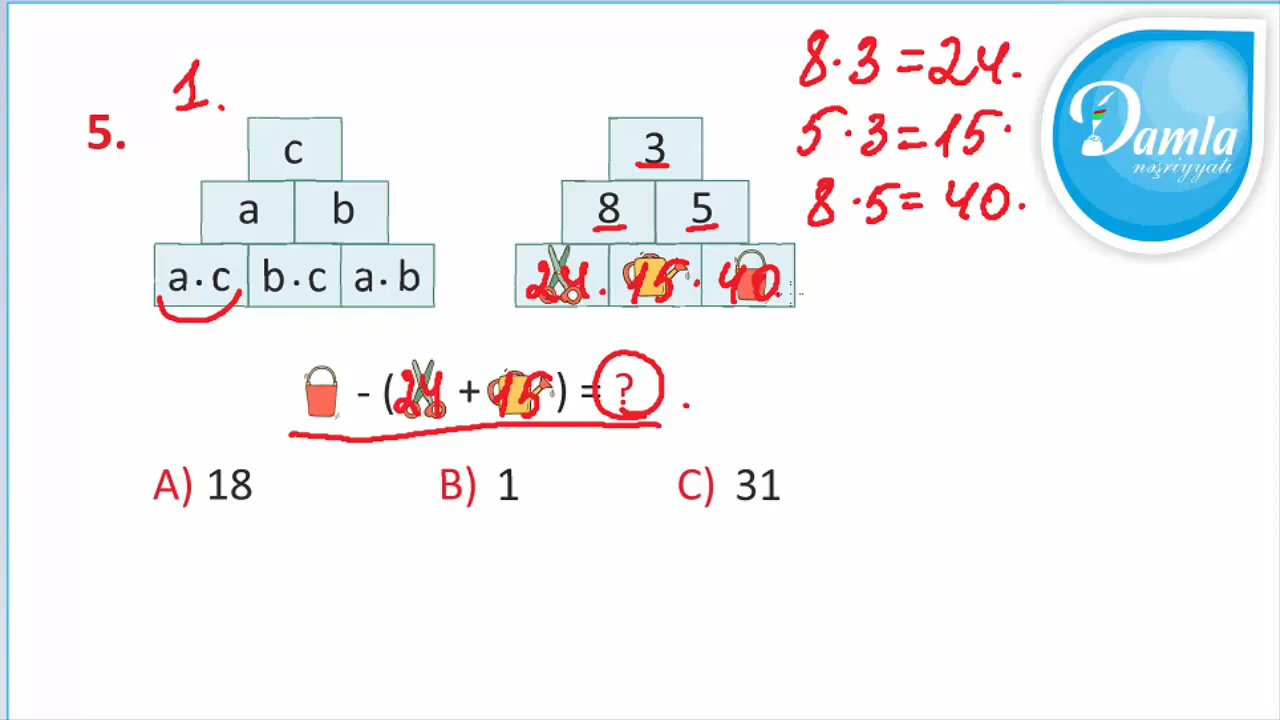 1.
5.
c
a b
a·c b·c a·b
3
8 5
24. 15. 40
8·3=24.
5·3=15.
8·5=40.
Damla
nəşriyyatı
- (24 + 15) = ? .
A) 18 B) 1 C) 31